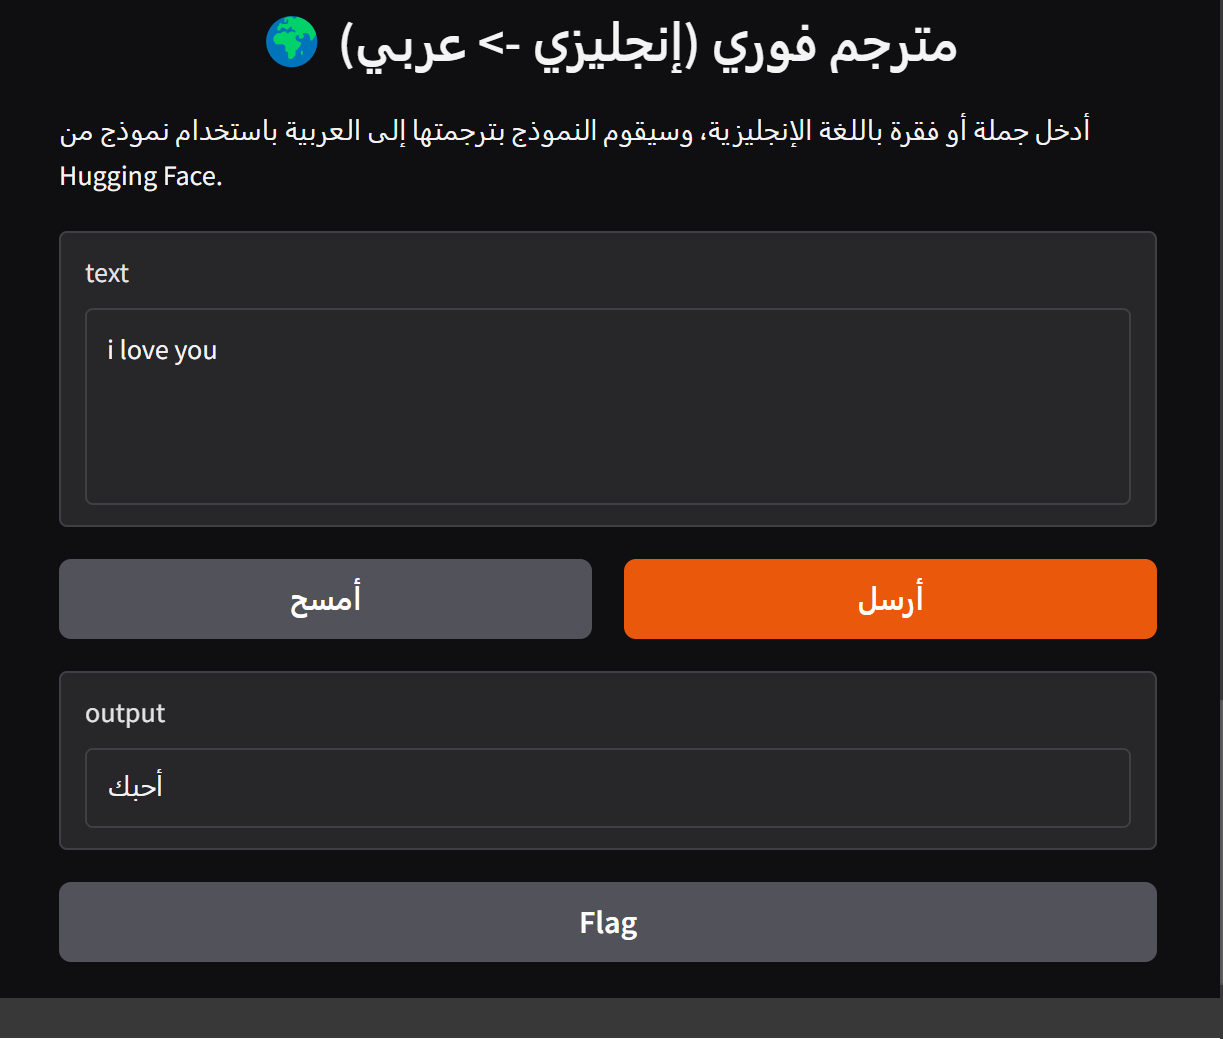 مترجم فوري (إنجليزي -> عربي) 🌍
أدخل جملة أو فقرة باللغة الإنجليزية، وسيقوم النموذج بترجمتها إلى العربية باستخدام نموذج من
Hugging Face.
text
i love you
أمسح
أرسل
output
أحبك
Flag